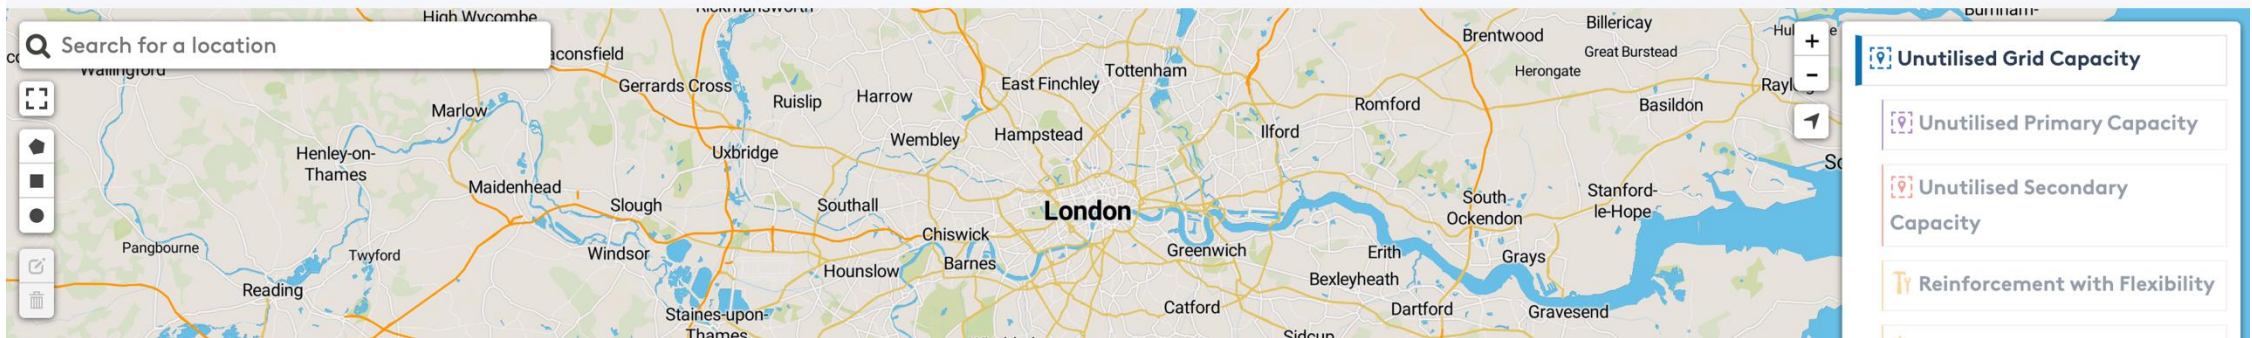 High Wycombe
Rickmansworth
Burnham-
Search for a location
Billericay
Brentwood
Great Burstead
+
Unutilised Grid Capacity
Wallingford
Gerrards Cross
East Finchley
Tottenham
Herongate
−
Marlow
Ruislip
Harrow
Romford
Basildon
Wembley
Hampstead
Ilford
Unutilised Primary Capacity
Henley-on-
Thames
Uxbridge
Maidenhead
Slough
Southall
London
South
Ockendon
Stanford-
le-Hope
Unutilised Secondary
Capacity
Pangbourne
Twyford
Windsor
Chiswick
Barnes
Hounslow
Greenwich
Erith
Grays
Bexleyheath
Reading
Staines-upon-
Thames
Catford
Dartford
Gravesend
Reinforcement with Flexibility
Sidcup